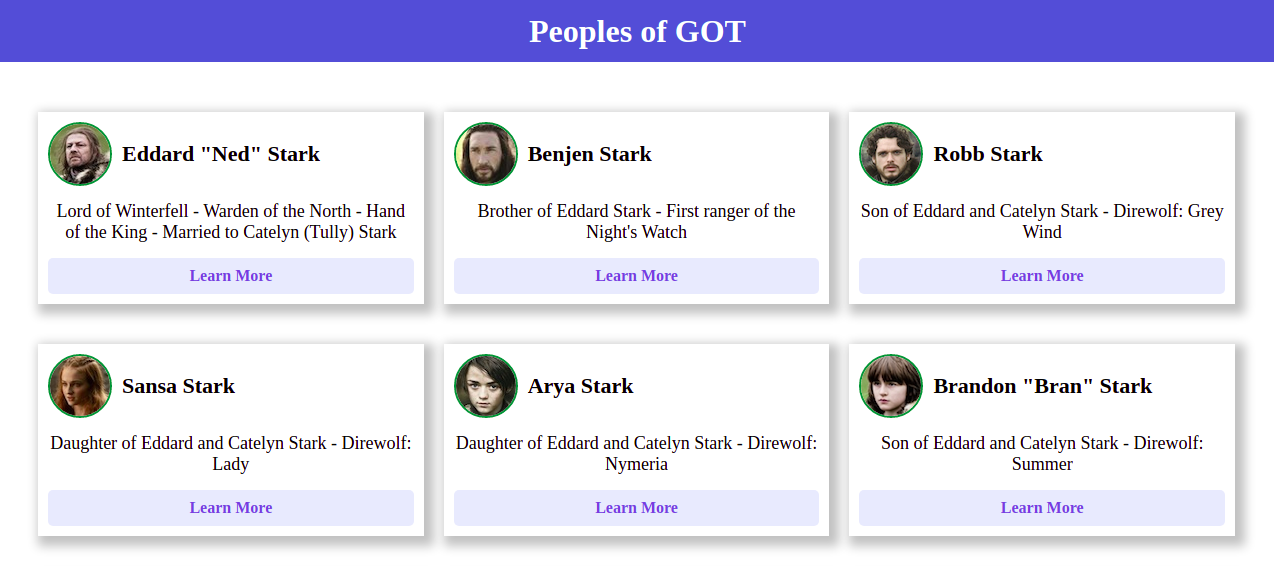 Peoples of GOT
Eddard "Ned" Stark
Lord of Winterfell - Warden of the North - Hand
of the King - Married to Catelyn (Tully) Stark
Learn More
Benjen Stark
Brother of Eddard Stark - First ranger of the
Night's Watch
Learn More
Robb Stark
Son of Eddard and Catelyn Stark - Direwolf: Grey
Wind
Learn More
Sansa Stark
Daughter of Eddard and Catelyn Stark - Direwolf:
Lady
Learn More
Arya Stark
Daughter of Eddard and Catelyn Stark - Direwolf:
Nymeria
Learn More
Brandon "Bran" Stark
Son of Eddard and Catelyn Stark - Direwolf:
Summer
Learn More